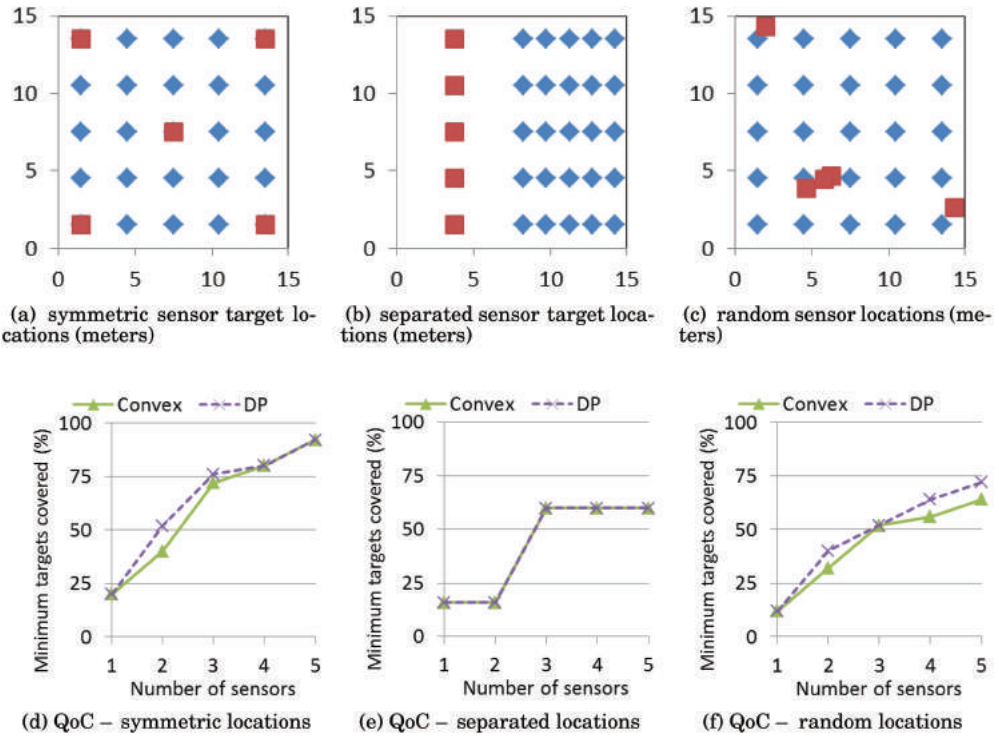 15
10
5
0
0 5 10 15
(a) symmetric sensor target lo-
cations (meters)
15
10
5
0
0 5 10 15
(b) separated sensor target loca-
tions (meters)
15
10
5
0
0 5 10 15
(c) random sensor locations (me-
ters)
Convex DP
Minimum targets covered (%)
100
75
50
25
0
1 2 3 4 5
Number of sensors
(d) QoC – symmetric locations
Convex DP
Minimum targets covered (%)
100
75
50
25
0
1 2 3 4 5
Number of sensors
(e) QoC – separated locations
Convex DP
Minimum targets covered (%)
100
75
50
25
0
1 2 3 4 5
Number of sensors
(f) QoC – random locations